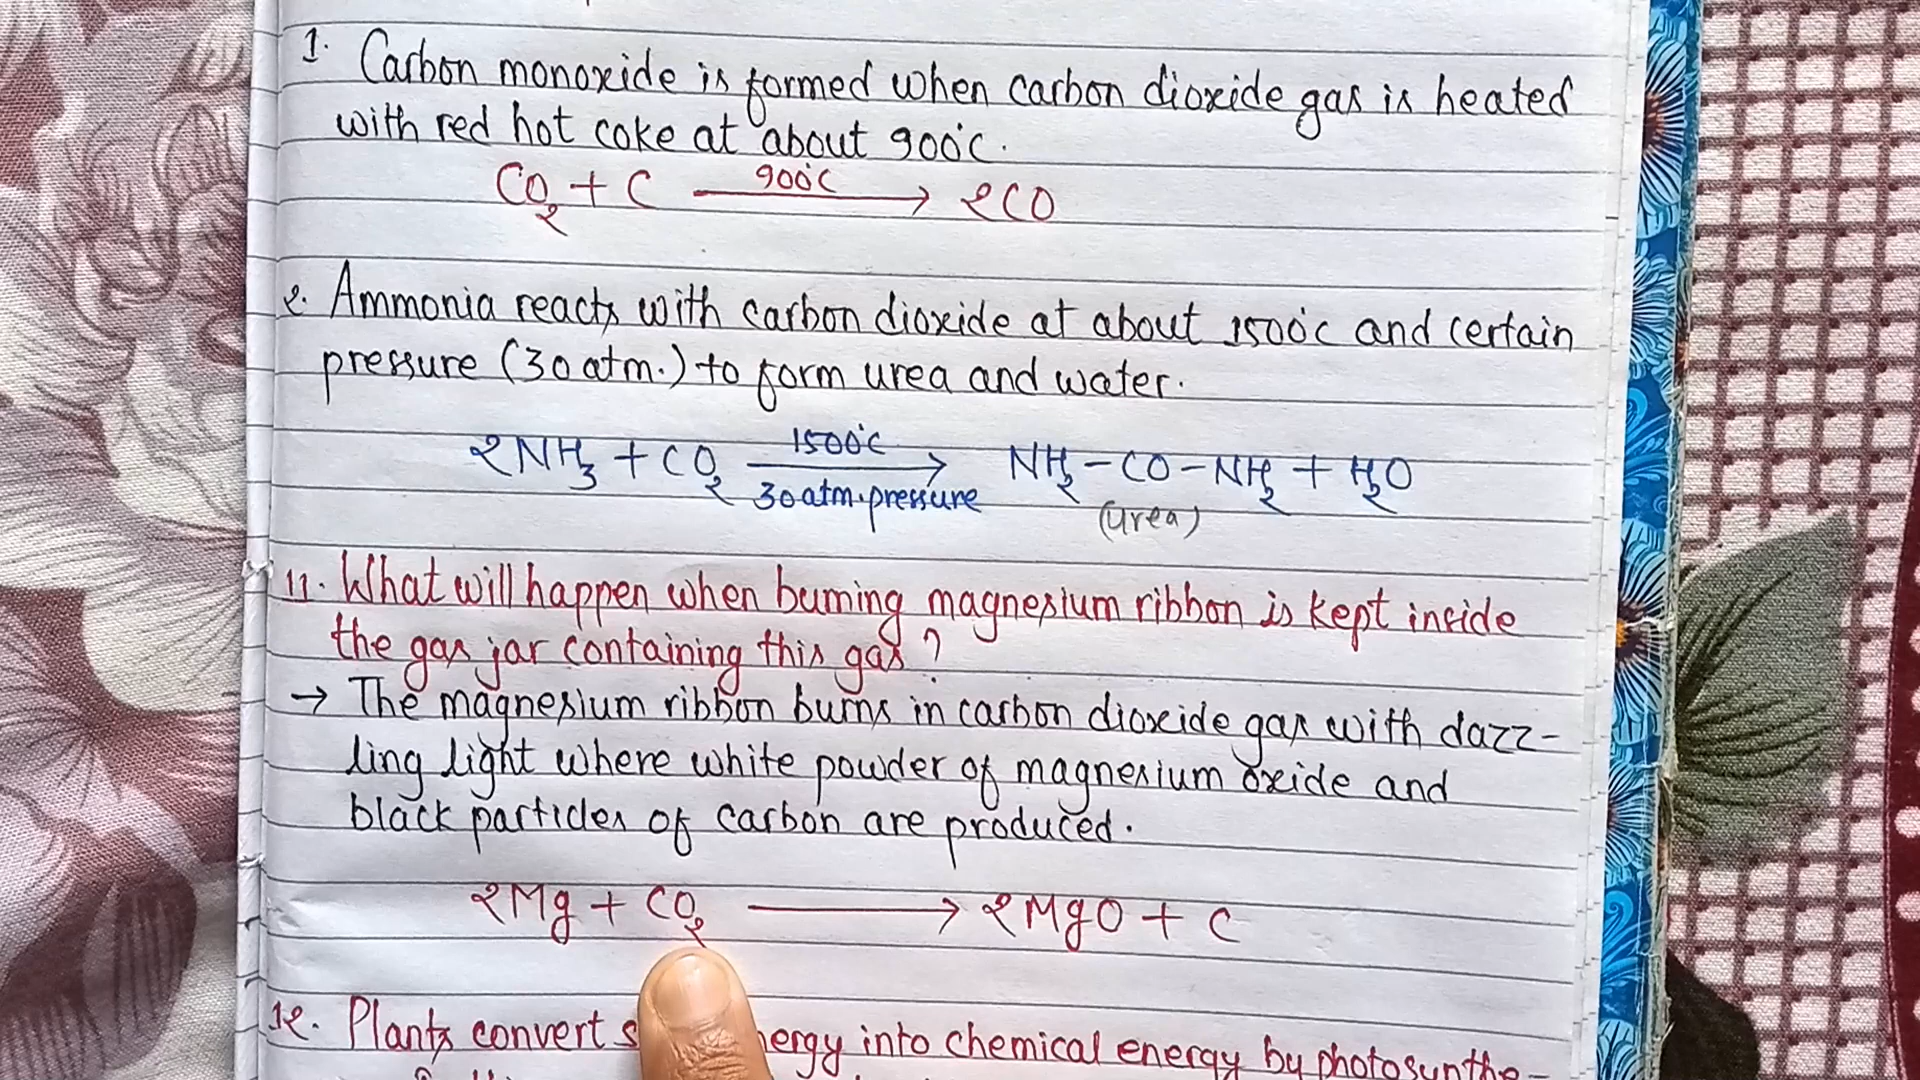 1. Carbon monoxide is formed when carbon dioxide gas is heated
with red hot coke at about 900°c.
CO₂ + C 900°C → 2CO
2. Ammonia reacts with carbon dioxide at about 1500°c and certain
pressure (30 atm.) to form urea and water.
2NH₃ + CO₂ 1500°C → NH₂-CO-NH₂ + H₂O
30 atm. pressure (urea)
11. What will happen when burning magnesium ribbon is kept inside
the gas jar containing this gas?
→ The magnesium ribbon burns in carbon dioxide gas with dazz-
ling light where white powder of magnesium oxide and
black particles of carbon are produced.
2Mg + CO₂ → 2MgO + C
12. Plants convert into chemical energy by photosynthe-